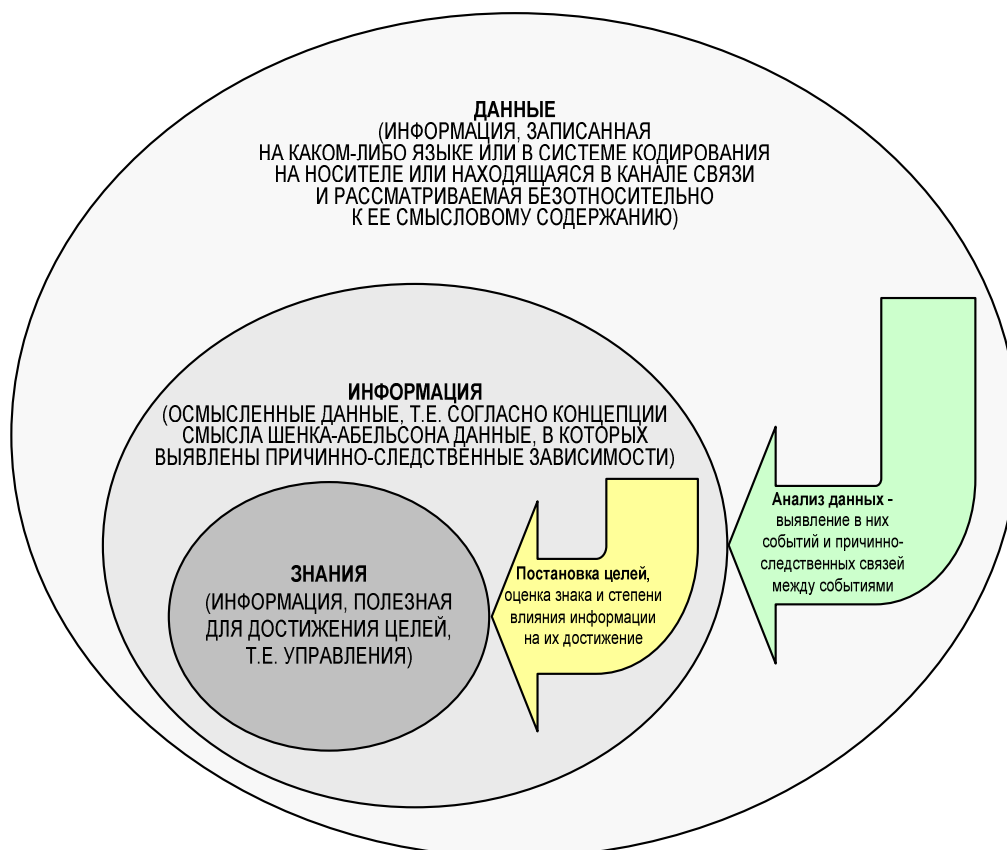 ДАННЫЕ
(ИНФОРМАЦИЯ, ЗАПИСАННАЯ
НА КАКОМ-ЛИБО ЯЗЫКЕ ИЛИ В СИСТЕМЕ КОДИРОВАНИЯ
НА НОСИТЕЛЕ ИЛИ НАХОДЯЩАЯСЯ В КАНАЛЕ СВЯЗИ
И РАССМАТРИВАЕМАЯ БЕЗОТНОСИТЕЛЬНО
К ЕЕ СМЫСЛОВОМУ СОДЕРЖАНИЮ)
ИНФОРМАЦИЯ
(ОСМЫСЛЕННЫЕ ДАННЫЕ, Т.Е. СОГЛАСНО КОНЦЕПЦИИ
СМЫСЛА ШЕНКА-АБЕЛЬСОНА ДАННЫЕ, В КОТОРЫХ
ВЫЯВЛЕНЫ ПРИЧИННО-СЛЕДСТВЕННЫЕ ЗАВИСИМОСТИ)
Анализ данных -
выявление в них
событий и причинно-
следственных связей
между событиями
Постановка целей,
оценка знака и степени
влияния информации
на их достижение
ЗНАНИЯ
(ИНФОРМАЦИЯ, ПОЛЕЗНАЯ
ДЛЯ ДОСТИЖЕНИЯ ЦЕЛЕЙ,
Т.Е. УПРАВЛЕНИЯ)